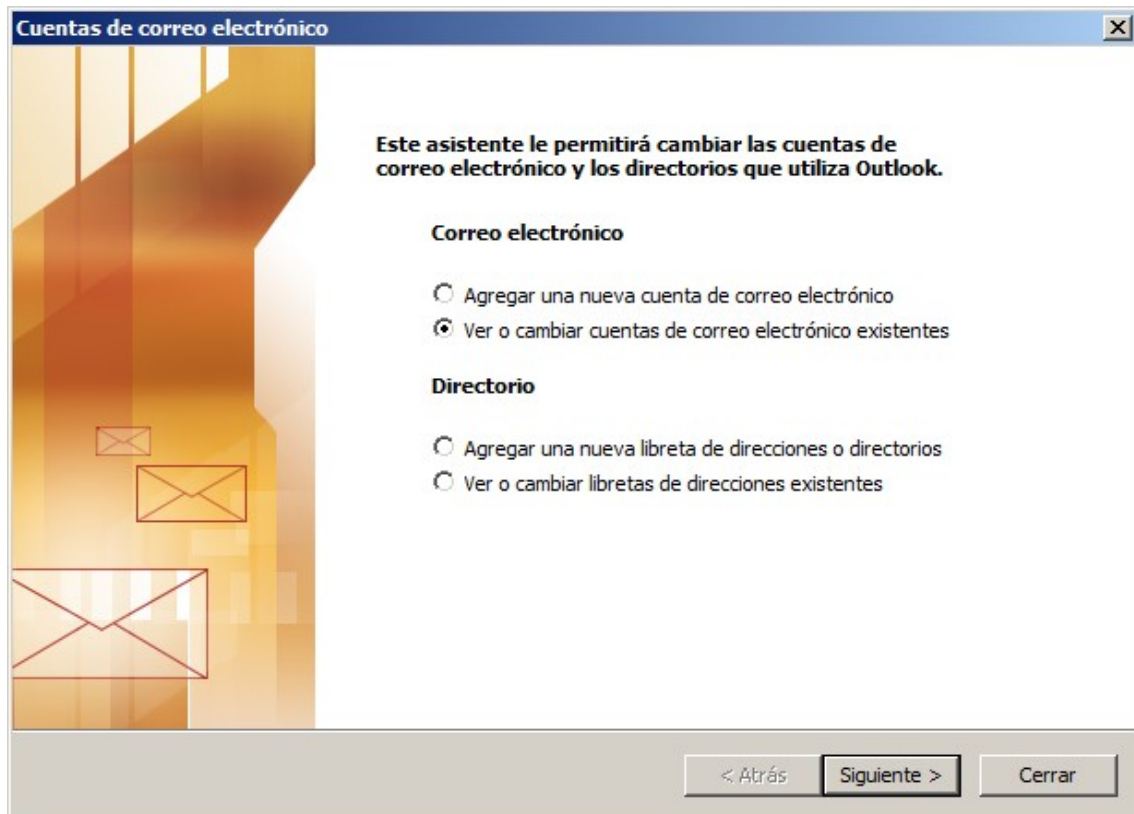 Cuentas de correo electrónico
Este asistente le permitirá cambiar las cuentas de
correo electrónico y los directorios que utiliza Outlook.
Correo electrónico
Agregar una nueva cuenta de correo electrónico
Ver o cambiar cuentas de correo electrónico existentes
Directorio
Agregar una nueva libreta de direcciones o directorios
Ver o cambiar libretas de direcciones existentes
< Atrás Siguiente > Cerrar